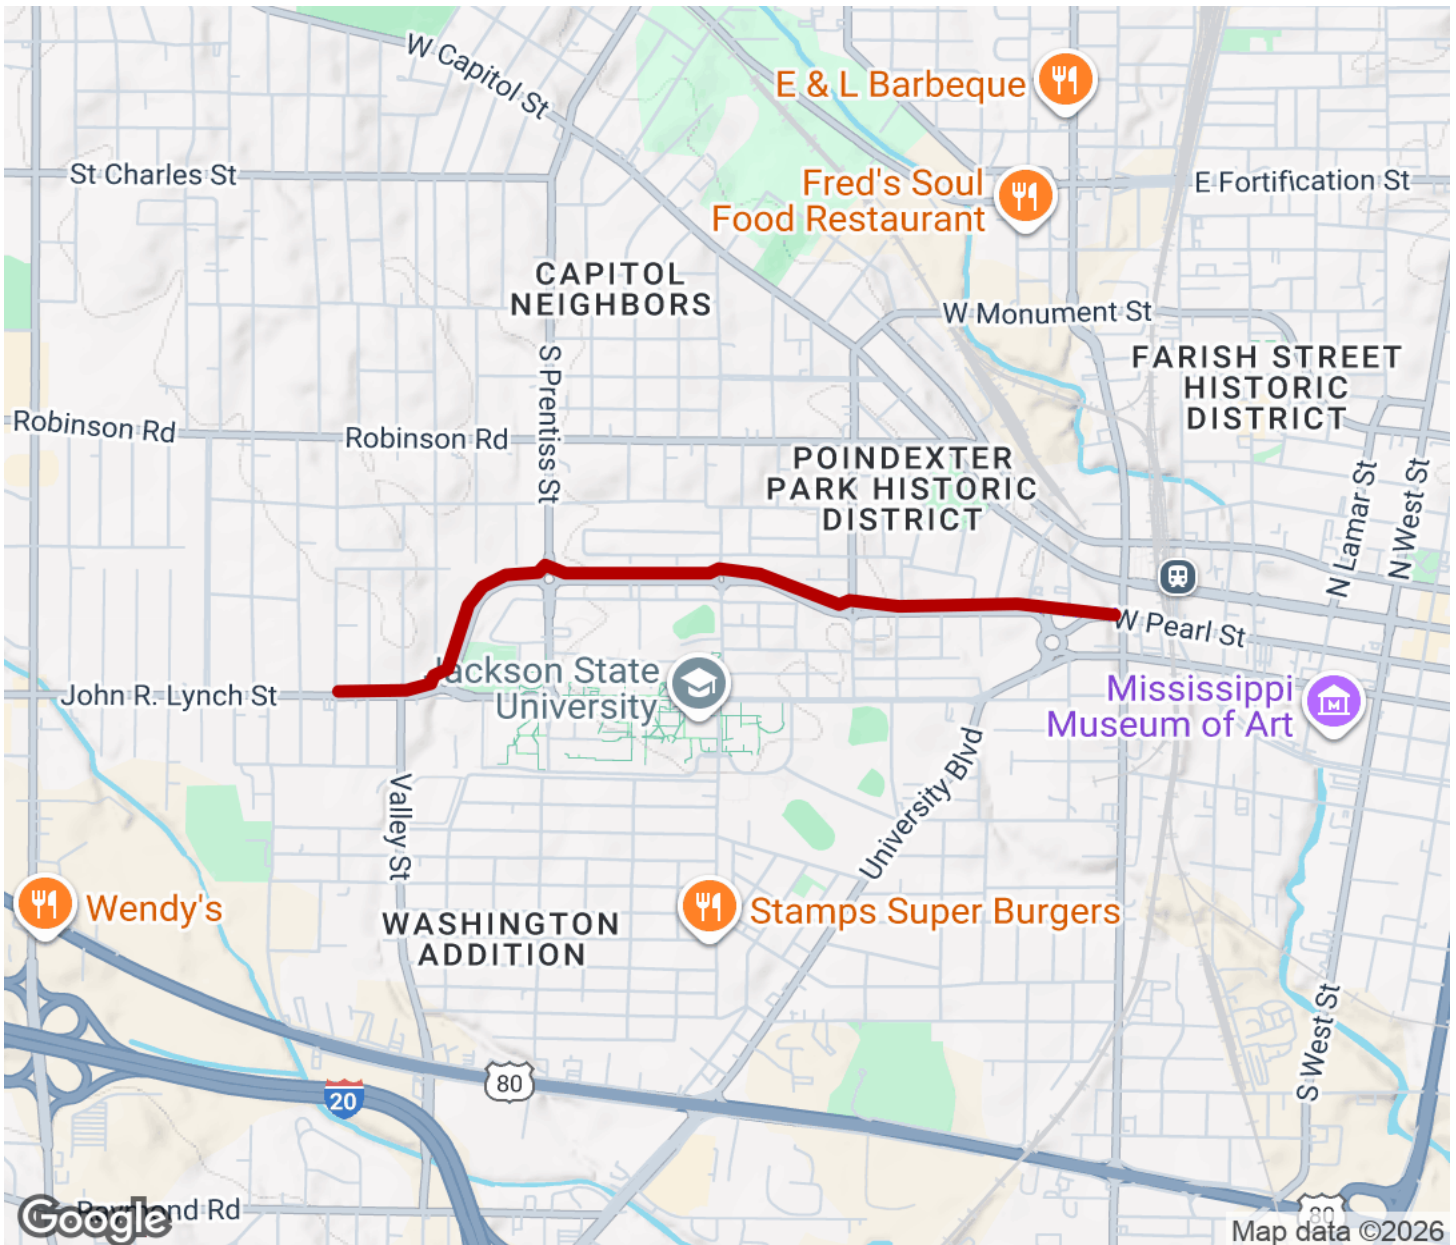 W Capitol St
E & L Barbeque
St Charles St
Fred's Soul
Food Restaurant
E Fortification St
CAPITOL
NEIGHBORS
W Monument St
FARISH STREET
HISTORIC
DISTRICT
S Prentiss St
Robinson Rd
Robinson Rd
POINDEXTER
PARK HISTORIC
DISTRICT
N Lamar St
N West St
W Pearl St
John R. Lynch St
Jackson State
University
Mississippi
Museum of Art
M
Valley St
University Blvd
Wendy's
Stamps Super Burgers
WASHINGTON
ADDITION
S West St
80
20
Raymond Rd
80
Google
Map data ©2026